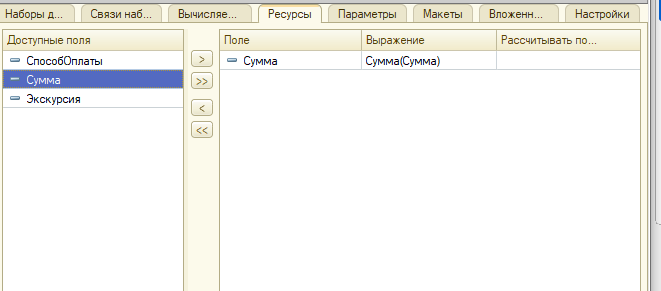 Наборы д... Связи наб... Вычисляе... Ресурсы Параметры Макеты Вложенн... Настройки
Доступные поля
СпособОплаты
Сумма
Экскурсия
>
>>
<
<<
Поле Выражение Рассчитывать по...
Сумма Сумма(Сумма)